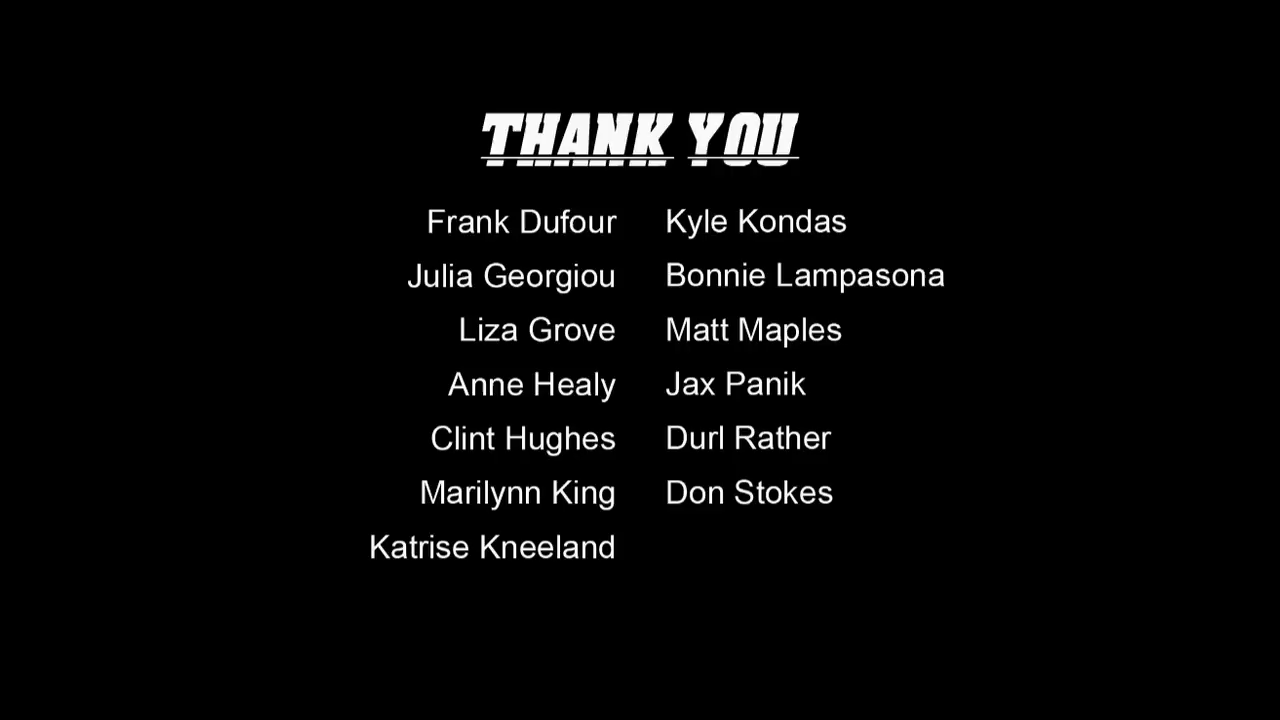 THANK YOU
Frank Dufour Kyle Kondas
Julia Georgiou Bonnie Lampasona
Liza Grove Matt Maples
Anne Healy Jax Panik
Clint Hughes Durl Rather
Marilynn King Don Stokes
Katrise Kneeland